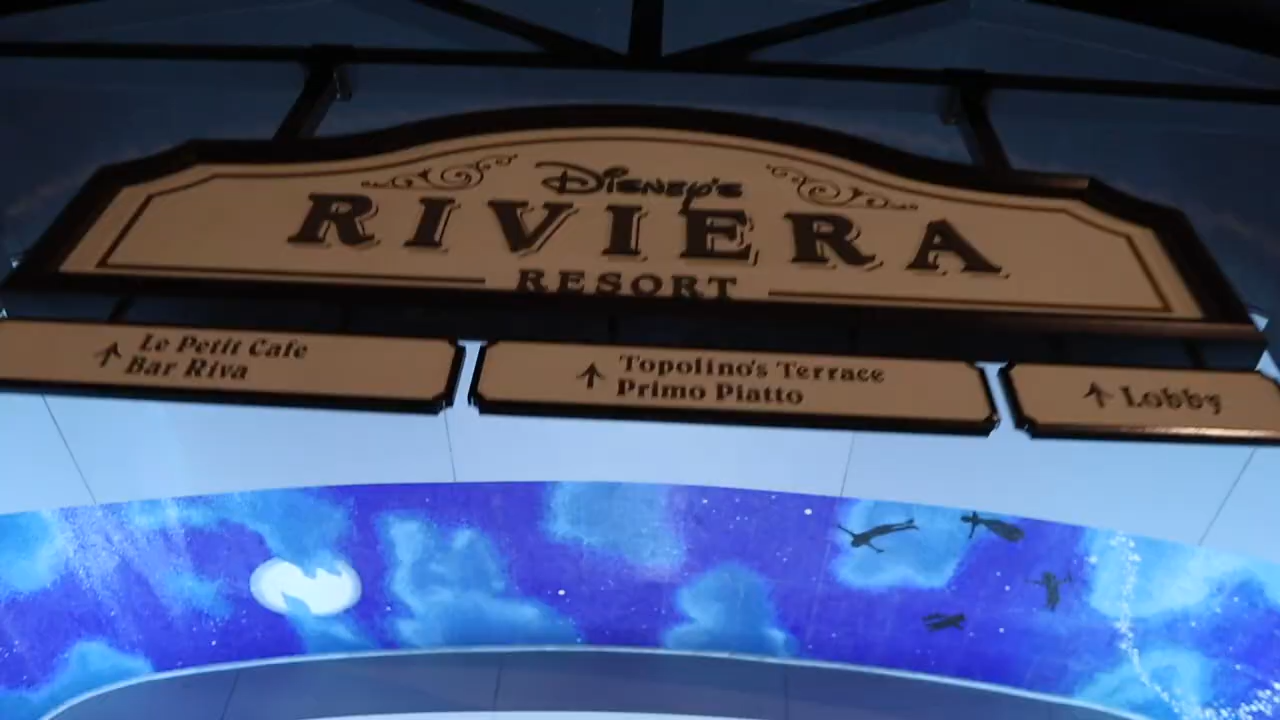 Disney's
RIVIERA
RESORT
↑ Le Petit Cafe
Bar Riva
↑ Topolino's Terrace
Primo Piatto
↑ Lobby